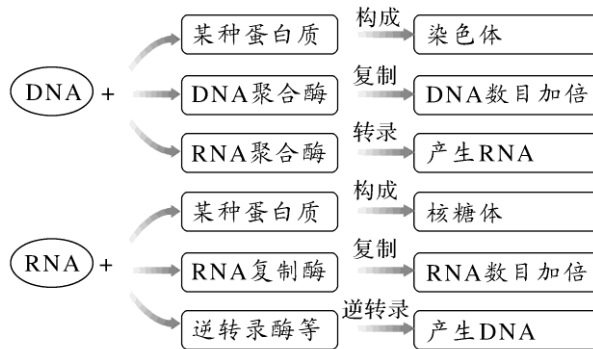 某种蛋白质 构成 染色体
DNA + DNA聚合酶 复制 DNA数目加倍
RNA聚合酶 转录 产生RNA
某种蛋白质 构成 核糖体
RNA + RNA复制酶 复制 RNA数目加倍
逆转录酶等 逆转录 产生DNA